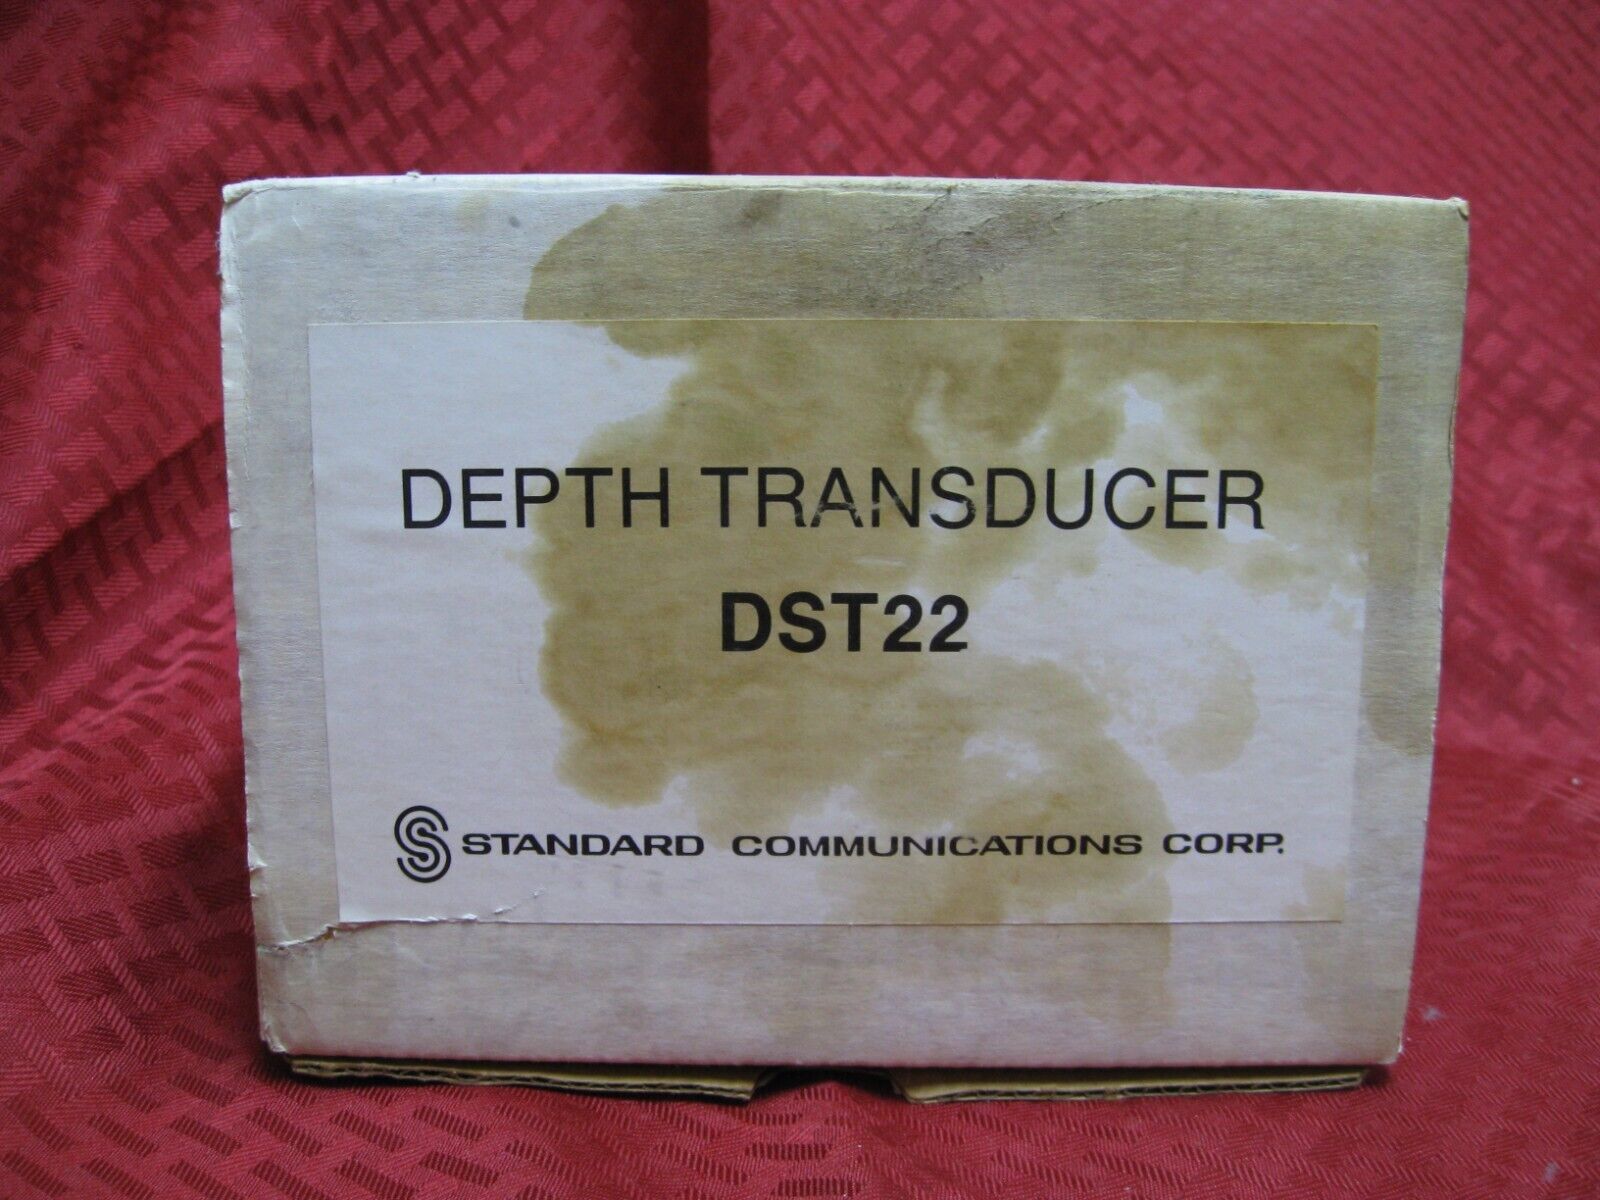 DEPTH TRANSDUCER
DST22
S STANDARD COMMUNICATIONS CORP.